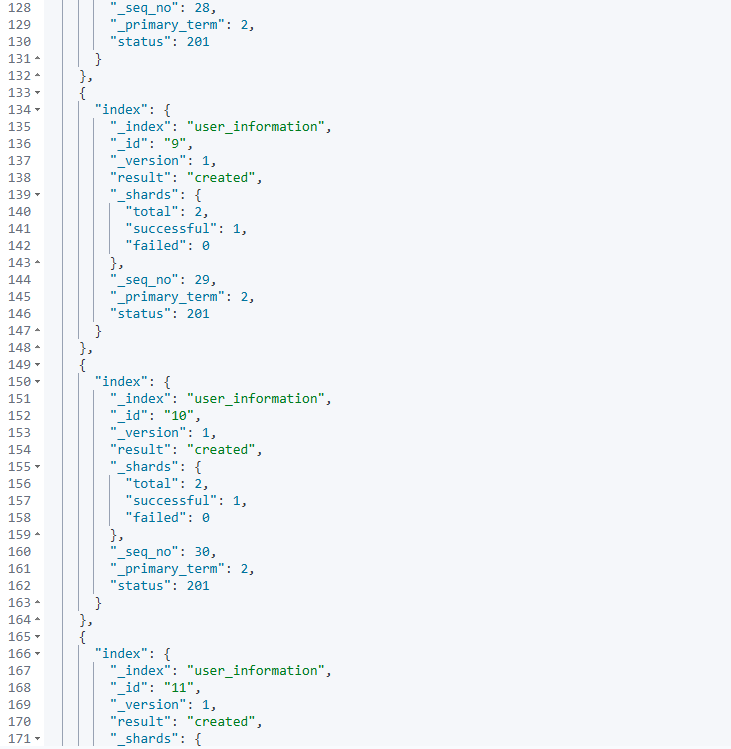 128 "_seq_no": 28,
129 "_primary_term": 2,
130 "status": 201
131 }
132 },
133 {
134 "index": {
135 "_index": "user_information",
136 "_id": "9",
137 "_version": 1,
138 "result": "created",
139 "_shards": {
140 "total": 2,
141 "successful": 1,
142 "failed": 0
143 },
144 "_seq_no": 29,
145 "_primary_term": 2,
146 "status": 201
147 }
148 },
149 {
150 "index": {
151 "_index": "user_information",
152 "_id": "10",
153 "_version": 1,
154 "result": "created",
155 "_shards": {
156 "total": 2,
157 "successful": 1,
158 "failed": 0
159 },
160 "_seq_no": 30,
161 "_primary_term": 2,
162 "status": 201
163 }
164 },
165 {
166 "index": {
167 "_index": "user_information",
168 "_id": "11",
169 "_version": 1,
170 "result": "created",
171 "_shards": {